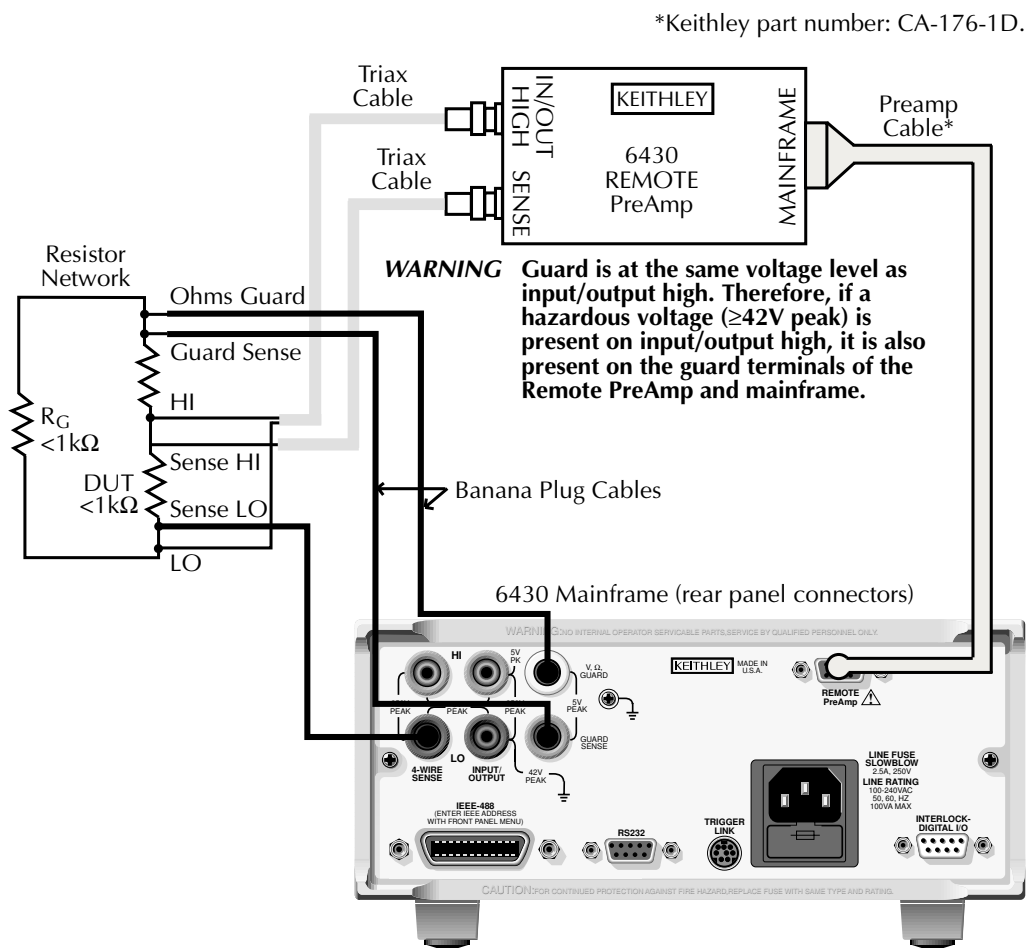 *Keithley part number: CA-176-1D.
Triax
Cable
Triax
Cable
IN/OUT
HIGH
SENSE
KEITHLEY
6430
REMOTE
PreAmp
MAINFRAME
Preamp
Cable*
WARNING Guard is at the same voltage level as
input/output high. Therefore, if a
hazardous voltage (≥42V peak) is
present on input/output high, it is also
present on the guard terminals of the
Remote PreAmp and mainframe.
Resistor
Network
Ohms Guard
Guard Sense
HI
RG
<1kΩ
Sense HI
DUT
<1kΩ
Sense LO
LO
Banana Plug Cables
6430 Mainframe (rear panel connectors)
WARNING:NO INTERNAL OPERATOR SERVICABLE PARTS,SERVICE BY QUALIFIED PERSONNEL ONLY.
HI
5V
PK
V, Ω,
GUARD
KEITHLEY
MADE IN
U.S.A.
REMOTE
PreAmp
PEAK
PEAK
PEAK
5V
PEAK
GUARD
SENSE
4-WIRE
SENSE
LO
INPUT/
OUTPUT
42V
PEAK
LINE FUSE
SLOWBLOW
2.5A, 250V
LINE RATING
100-240VAC
50, 60, HZ
100VA MAX
IEEE-488
(ENTER IEEE ADDRESS
WITH FRONT PANEL MENU)
RS232
TRIGGER
LINK
INTERLOCK-
DIGITAL I/O
CAUTION:FOR CONTINUED PROTECTION AGAINST FIRE HAZARD,REPLACE FUSE WITH SAME TYPE AND RATING.